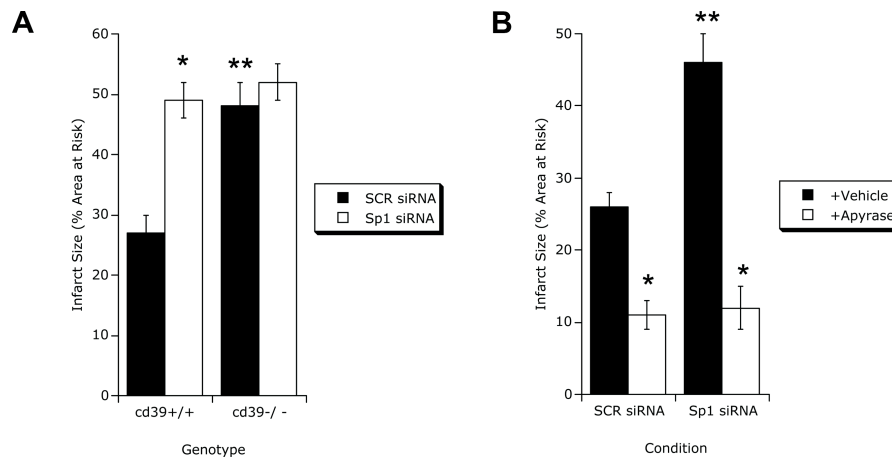 A
Infarct Size (% Area at Risk)
60
50
40
30
20
10
0
*
**
cd39+/+
cd39-/ -
Genotype
SCR siRNA
Sp1 siRNA
B
Infarct Size (% Area at Risk)
50
40
30
20
10
0
*
**
*
SCR siRNA
Sp1 siRNA
Condition
+Vehicle
+Apyrase